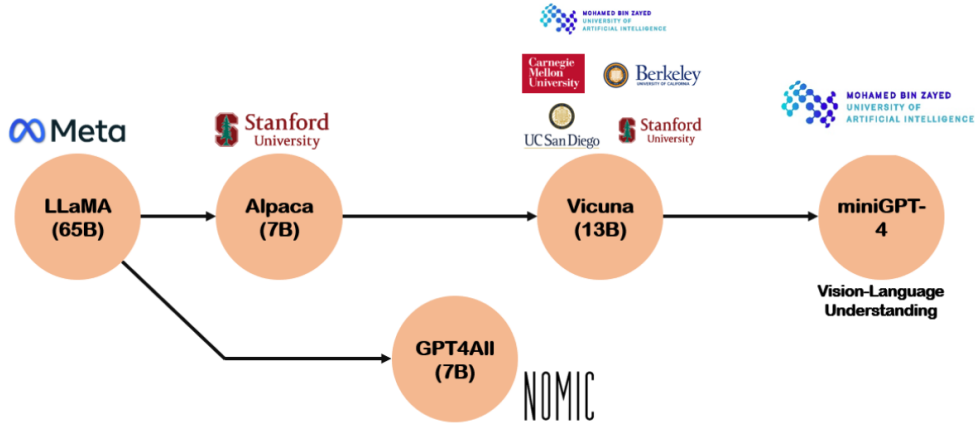 MOHAMED BIN ZAYED
UNIVERSITY OF
ARTIFICIAL INTELLIGENCE
Carnegie
Mellon
University
Berkeley
UNIVERSITY OF CALIFORNIA
MOHAMED BIN ZAYED
UNIVERSITY OF
ARTIFICIAL INTELLIGENCE
Meta
Stanford
University
UC San Diego
Stanford
University
LLaMA
(65B)
Alpaca
(7B)
Vicuna
(13B)
miniGPT-
4
Vision-Language
Understanding
GPT4All
(7B)
NOMIC